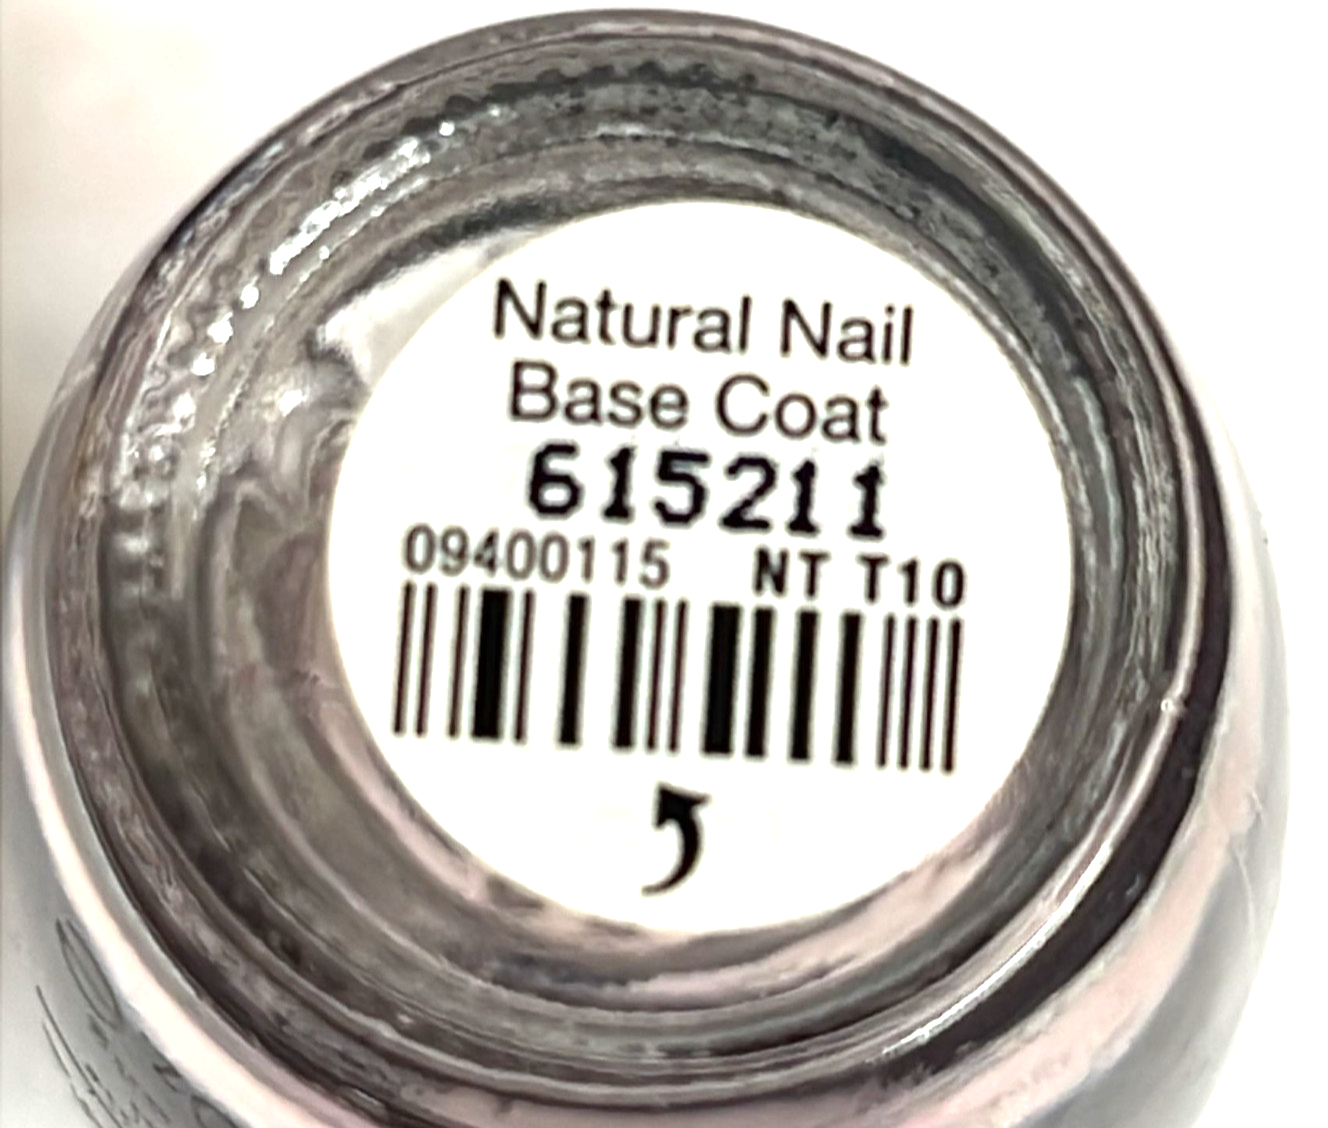 Natural Nail
Base Coat
615211
09400115 NT T10